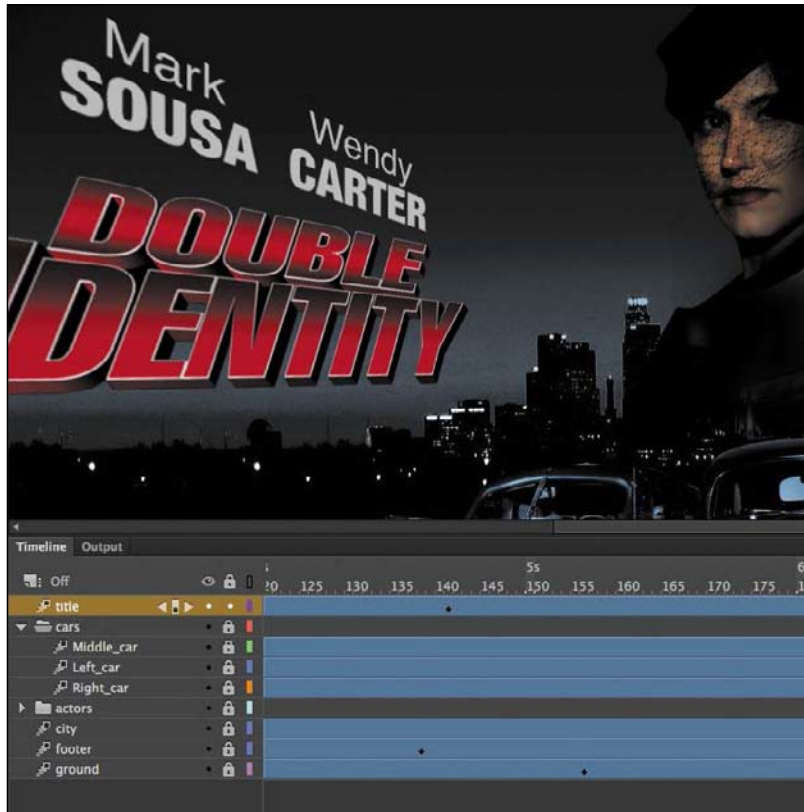 Mark
SOUSA
Wendy
CARTER
DOUBLE
IDENTITY
Timeline Output
5s
Off
125 130 135 140 145 150 155 160 165 170 175
title
cars
Middle_car
Left_car
Right_car
actors
city
footer
ground